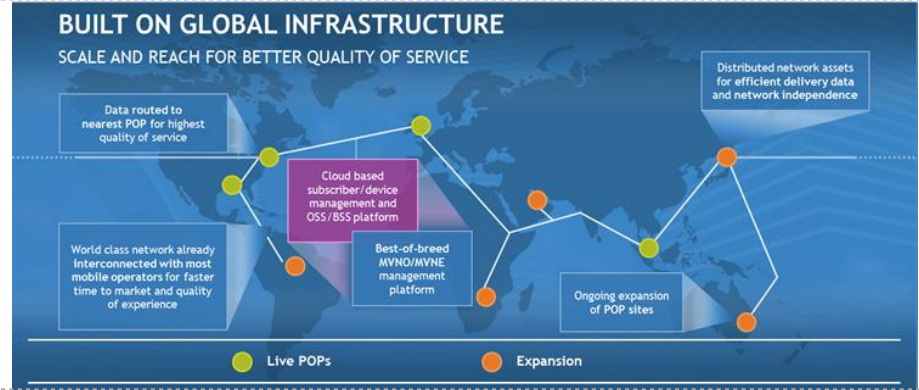 BUILT ON GLOBAL INFRASTRUCTURE
SCALE AND REACH FOR BETTER QUALITY OF SERVICE
Data routed to
nearest POP for highest
quality of service
Distributed network assets
for efficient delivery data
and network independence
Cloud based
subscriber/device
management and
OSS/BSS platform
World class network already
interconnected with most
mobile operators for faster
time to market and quality
of experience
Best-of-breed
MVNO/MVNE
management
platform
Ongoing expansion
of POP sites
Live POPs
Expansion